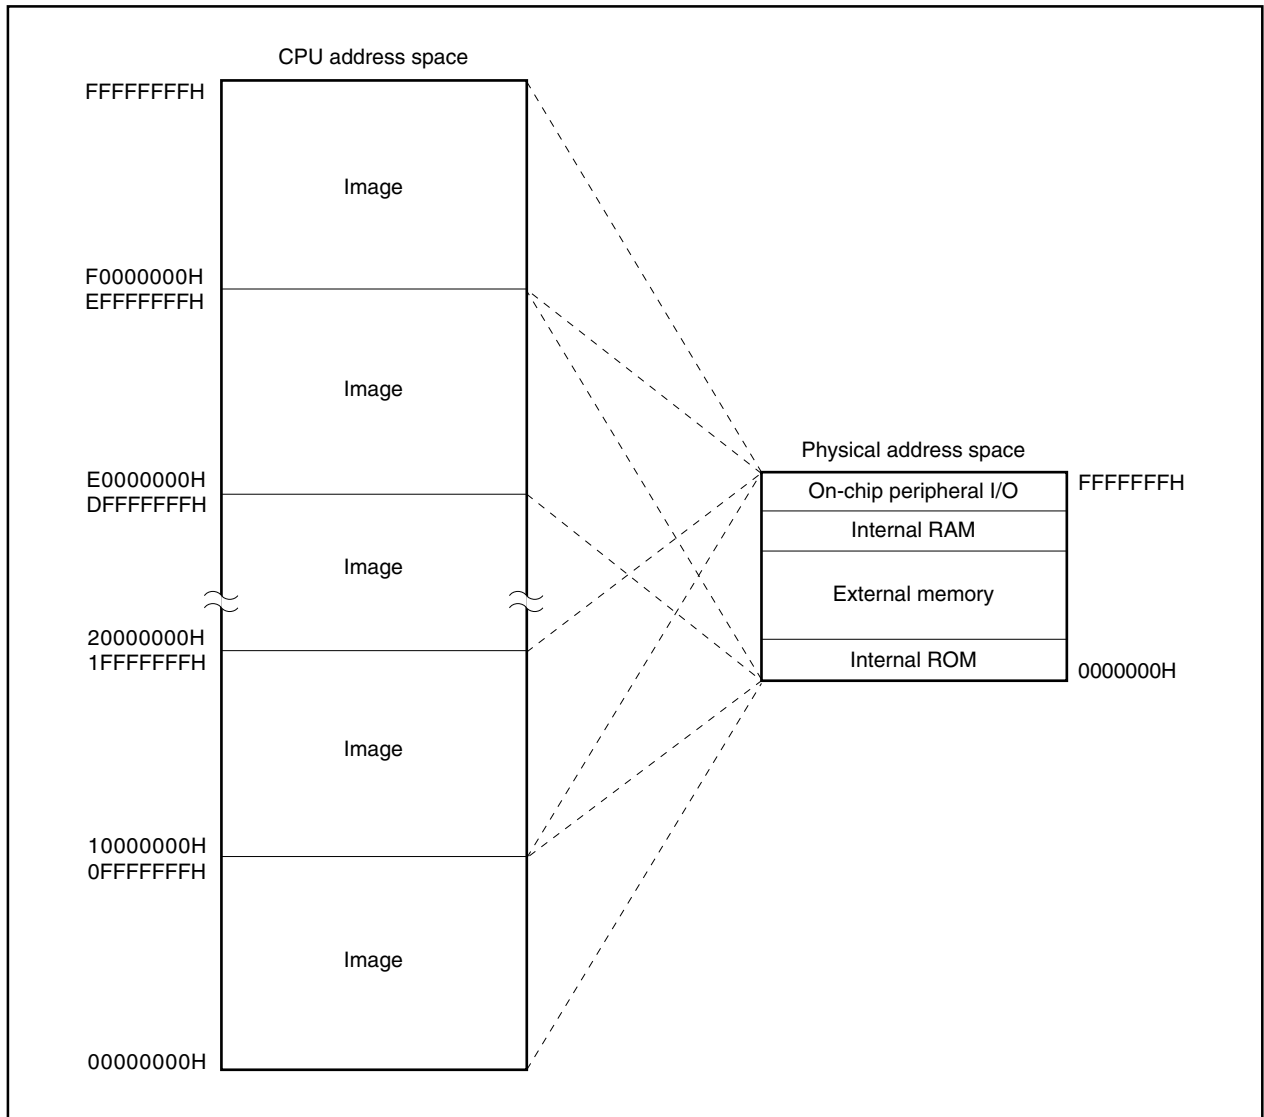 CPU address space
FFFFFFFFH
Image
F0000000H
EFFFFFFFH
Image
E0000000H
DFFFFFFFH
Image
20000000H
1FFFFFFFH
Image
10000000H
0FFFFFFFH
Image
00000000H
Physical address space
On-chip peripheral I/O
FFFFFFFH
Internal RAM
External memory
Internal ROM
0000000H